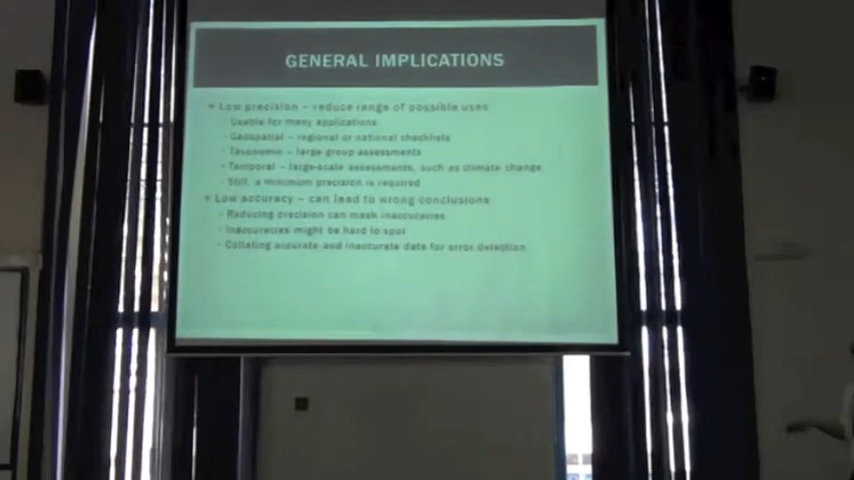 GENERAL IMPLICATIONS
Low precision – reduce range of possible uses
- Usable for many applications
- Geospatial – regional or national checklists
- Taxonomic – large group assessments
- Temporal – large-scale assessments, such as climate change
- Still, a minimum precision is required
Low accuracy – can lead to wrong conclusions
- Reducing precision can mask inaccuracies
- Inaccuracies might be hard to spot
- Collating accurate and inaccurate data for error detection